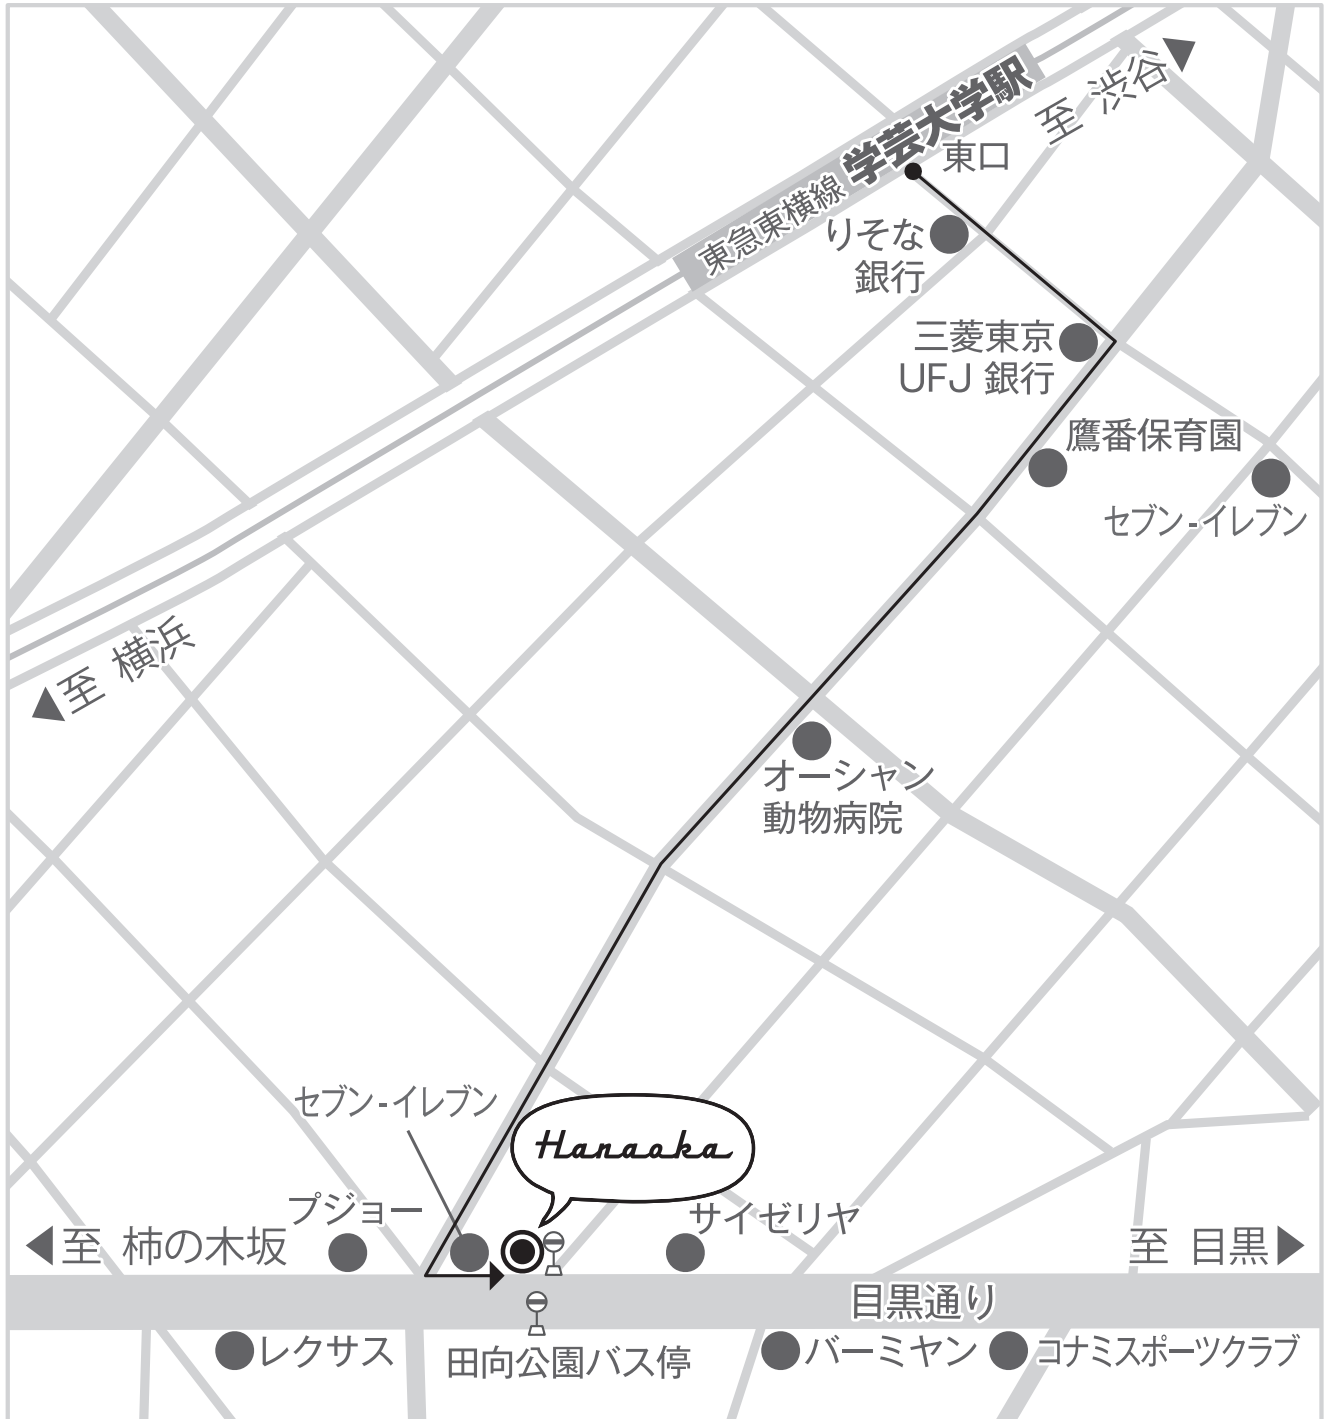 学芸大学駅
至 渋谷
東口
東急東横線
りそな
銀行
三菱東京
UFJ 銀行
鷹番保育園
セブン-イレブン
至 横浜
オーシャン
動物病院
セブン-イレブン
Hanaoka
プジョー
サイゼリヤ
至 柿の木坂
至 目黒
目黒通り
レクサス
田向公園バス停
バーミヤン
コナミスポーツクラブ